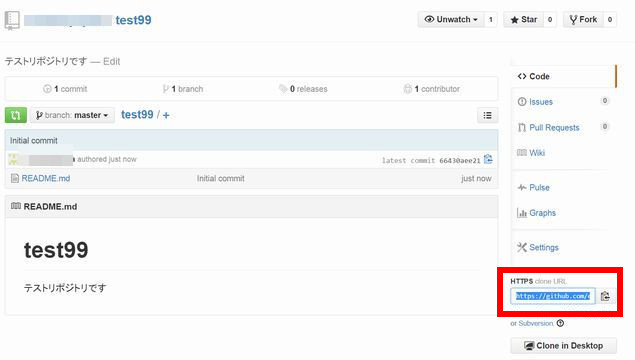 test99
Unwatch 1 Star 0 Fork 0
テストリポジトリです — Edit
1 commit 1 branch 0 releases 1 contributor
branch: master test99 / +
Initial commit
authored just now latest commit 66430aee21
README.md Initial commit just now
README.md
test99
テストリポジトリです
Code
Issues 0
Pull Requests 0
Wiki
Pulse
Graphs
Settings
HTTPS clone URL
https://github.com/
or Subversion
Clone in Desktop